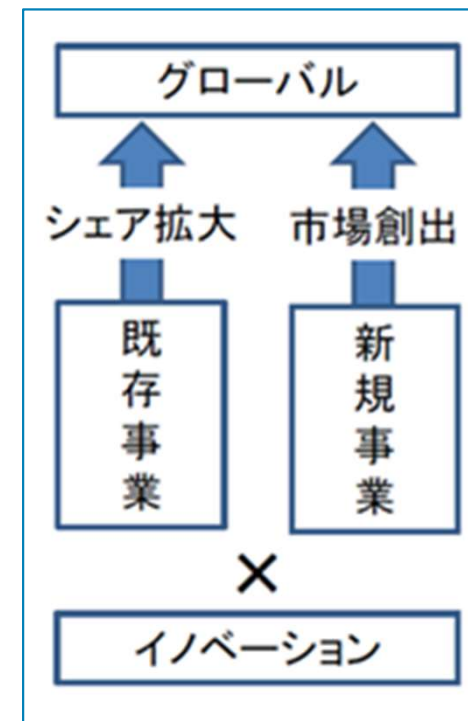 グローバル
シェア拡大
市場創出
既存事業
新規事業
×
イノベーション